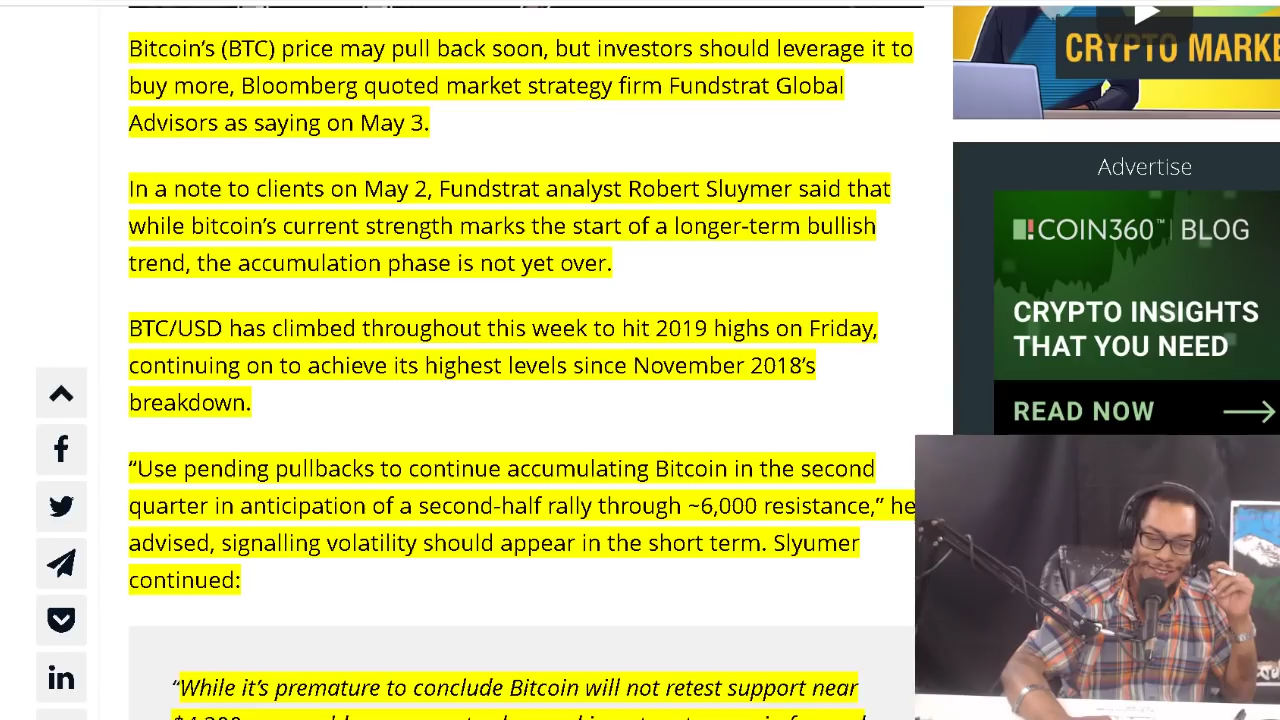 Bitcoin’s (BTC) price may pull back soon, but investors should leverage it to
buy more, Bloomberg quoted market strategy firm Fundstrat Global
Advisors as saying on May 3.
In a note to clients on May 2, Fundstrat analyst Robert Sluymer said that
while bitcoin’s current strength marks the start of a longer-term bullish
trend, the accumulation phase is not yet over.
BTC/USD has climbed throughout this week to hit 2019 highs on Friday,
continuing on to achieve its highest levels since November 2018’s
breakdown.
“Use pending pullbacks to continue accumulating Bitcoin in the second
quarter in anticipation of a second-half rally through ~6,000 resistance,” he
advised, signalling volatility should appear in the short term. Slyumer
continued:
“While it’s premature to conclude Bitcoin will not retest support near
CRYPTO MARKE
Advertise
COIN360™ | BLOG
CRYPTO INSIGHTS
THAT YOU NEED
READ NOW